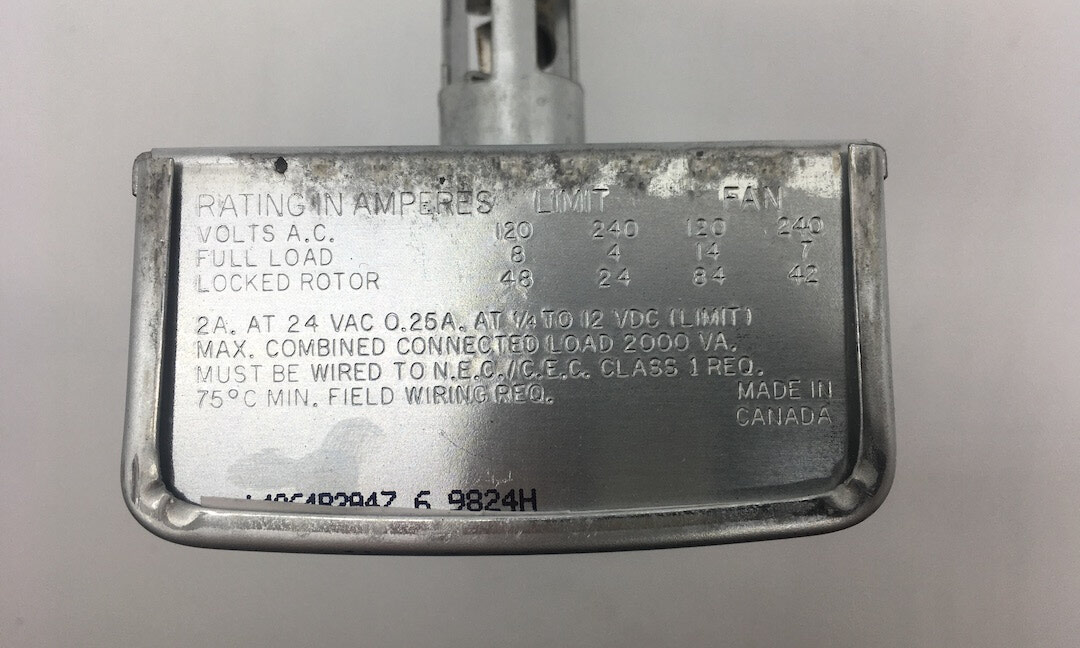 RATING IN AMPERES LIMIT FAN
VOLTS A.C. 120 240 120 240
FULL LOAD 8 4 14 7
LOCKED ROTOR 48 24 84 42
2A. AT 24 VAC 0.25A. AT 1/4 TO 12 VDC (LIMIT)
MAX. COMBINED CONNECTED LOAD 2000 VA.
MUST BE WIRED TO N.E.C./C.E.C. CLASS 1 REQ.
75°C MIN. FIELD WIRING REQ.
MADE IN
CANADA
6 9824H